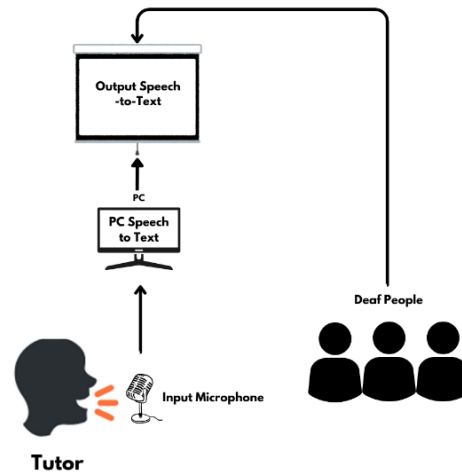 Output Speech
-to-Text
PC
PC Speech
to Text
Deaf People
Input Microphone
Tutor